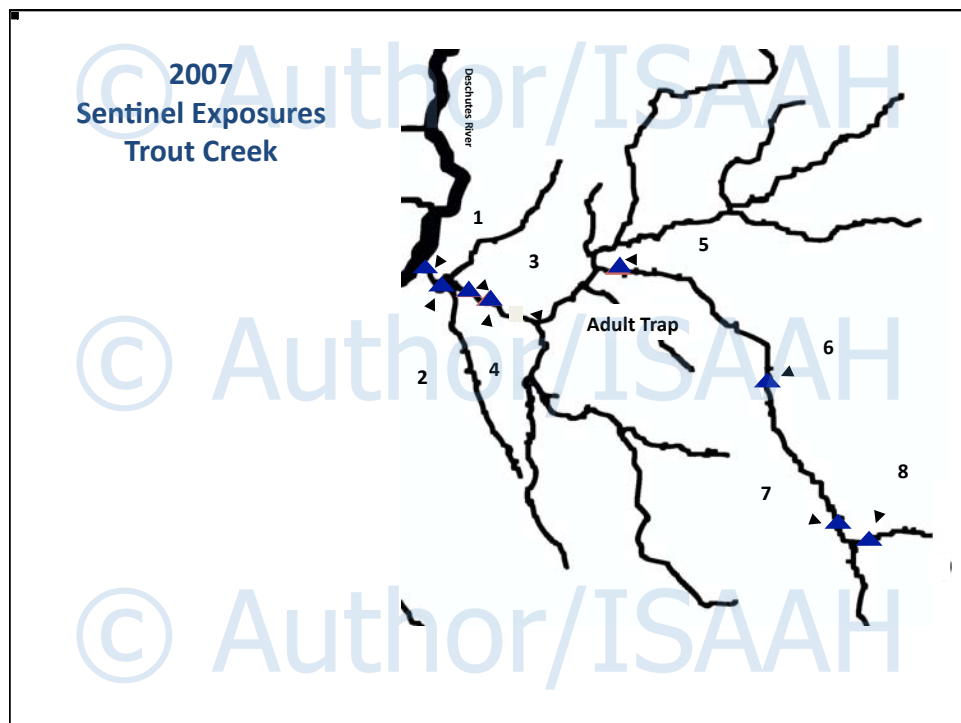 © Author/ISAAH
2007
Sentinel Exposures
Trout Creek
Deschutes River
1
3
5
Adult Trap
© Author/ISAAH
6
2
4
7
8
© Author/ISAAH